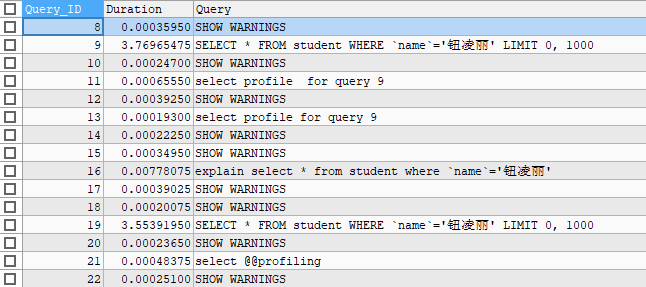 Query_ID Duration Query
8 0.00035950 SHOW WARNINGS
9 3.76965475 SELECT * FROM student WHERE `name`='钮凌丽' LIMIT 0, 1000
10 0.00024700 SHOW WARNINGS
11 0.00065550 select profile  for query 9
12 0.00039250 SHOW WARNINGS
13 0.00019300 select profile for query 9
14 0.00022250 SHOW WARNINGS
15 0.00034950 SHOW WARNINGS
16 0.00778075 explain select * from student where `name`='钮凌丽'
17 0.00039025 SHOW WARNINGS
18 0.00020075 SHOW WARNINGS
19 3.55391950 SELECT * FROM student WHERE `name`='钮凌丽' LIMIT 0, 1000
20 0.00023650 SHOW WARNINGS
21 0.00048375 select @@profiling
22 0.00025100 SHOW WARNINGS